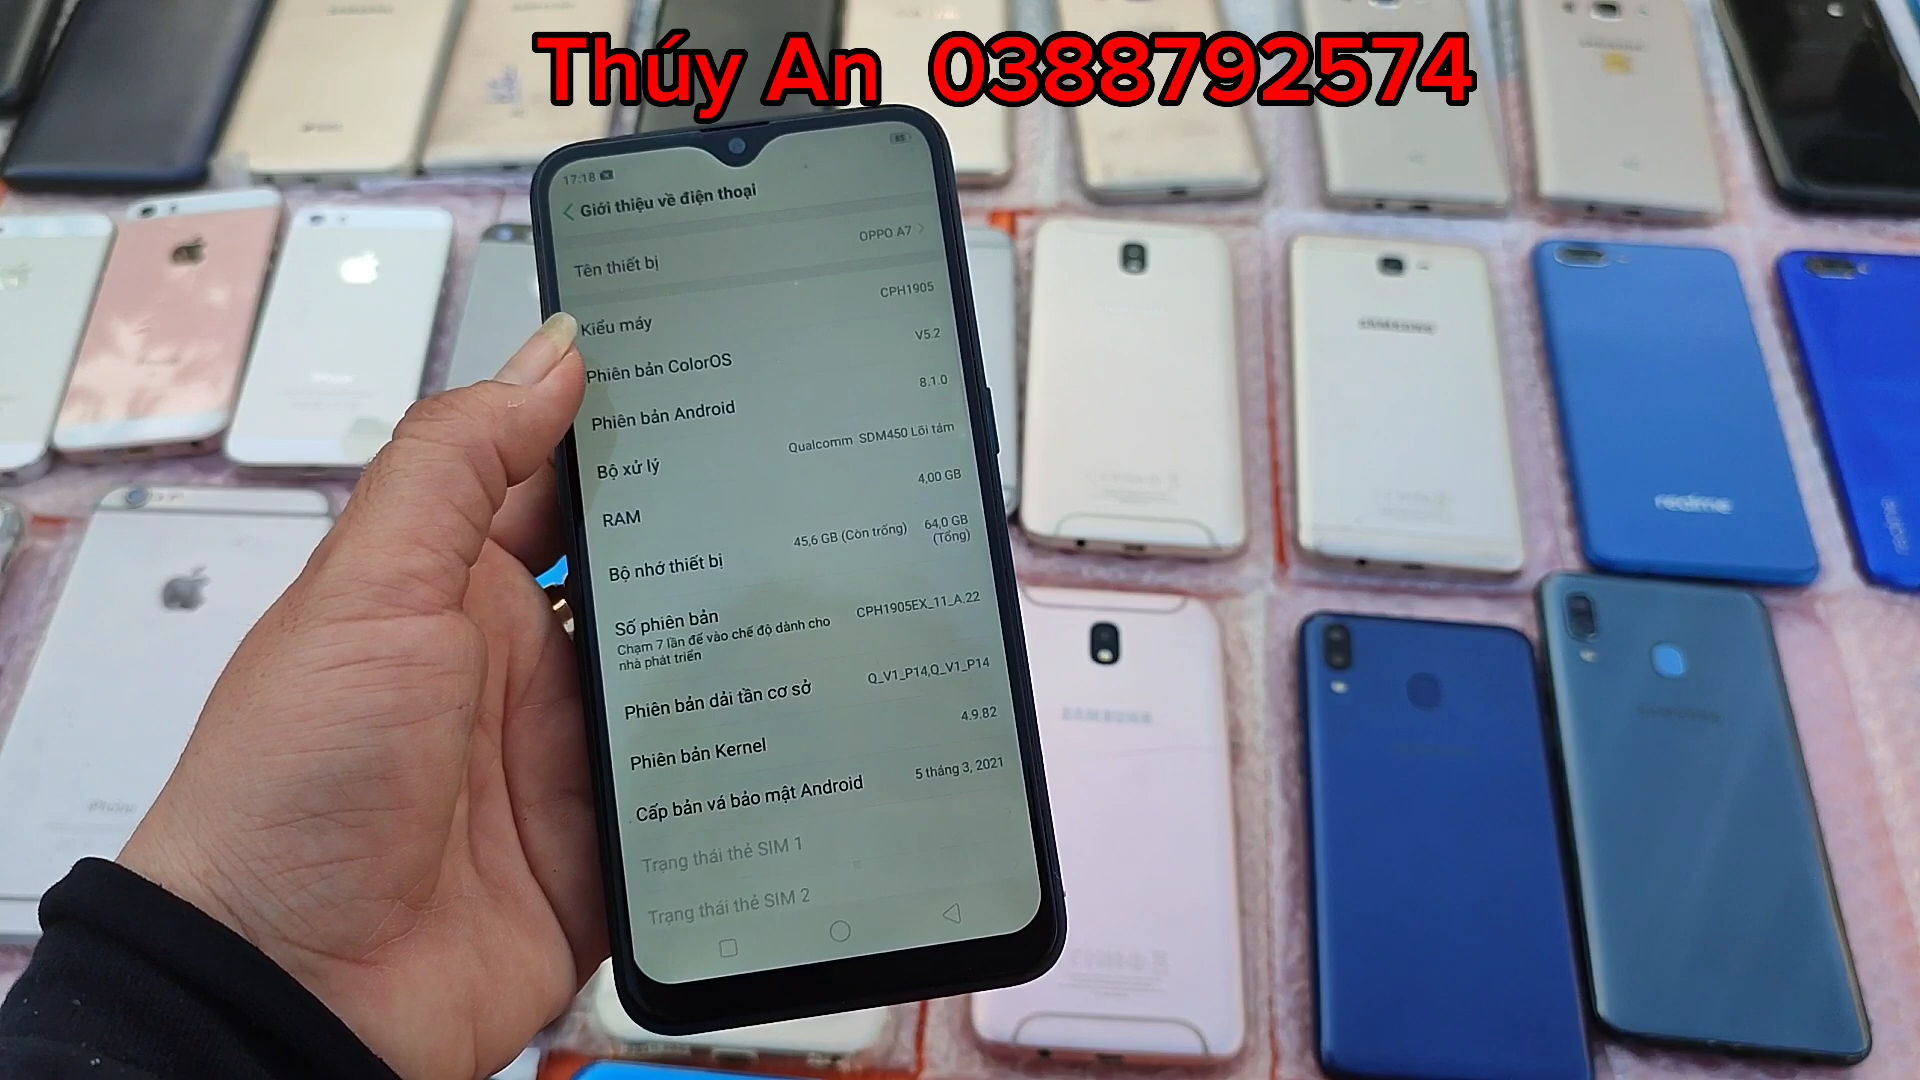 Thúy An 0388792574
17:18
Giới thiệu về điện thoại
Tên thiết bị OPPO A7
Kiểu máy CPH1905
Phiên bản ColorOS V5.2
Phiên bản Android 8.1.0
Bộ xử lý Qualcomm SDM450 Lõi tám
RAM 4,00 GB
Bộ nhớ thiết bị 45,6 GB (Còn trống) 64,0 GB
(Tổng)
Số phiên bản CPH1905EX_11_A.22
Chạm 7 lần để vào chế độ dành cho
nhà phát triển
Phiên bản dải tần cơ sở Q_V1_P14,Q_V1_P14
Phiên bản Kernel 4.9.82
Cấp bản vá bảo mật Android 5 tháng 3, 2021
Trạng thái thẻ SIM 1
Trạng thái thẻ SIM 2
SAMSUNG
realme
realme
SAMSUNG
SAMSUNG
iPhone